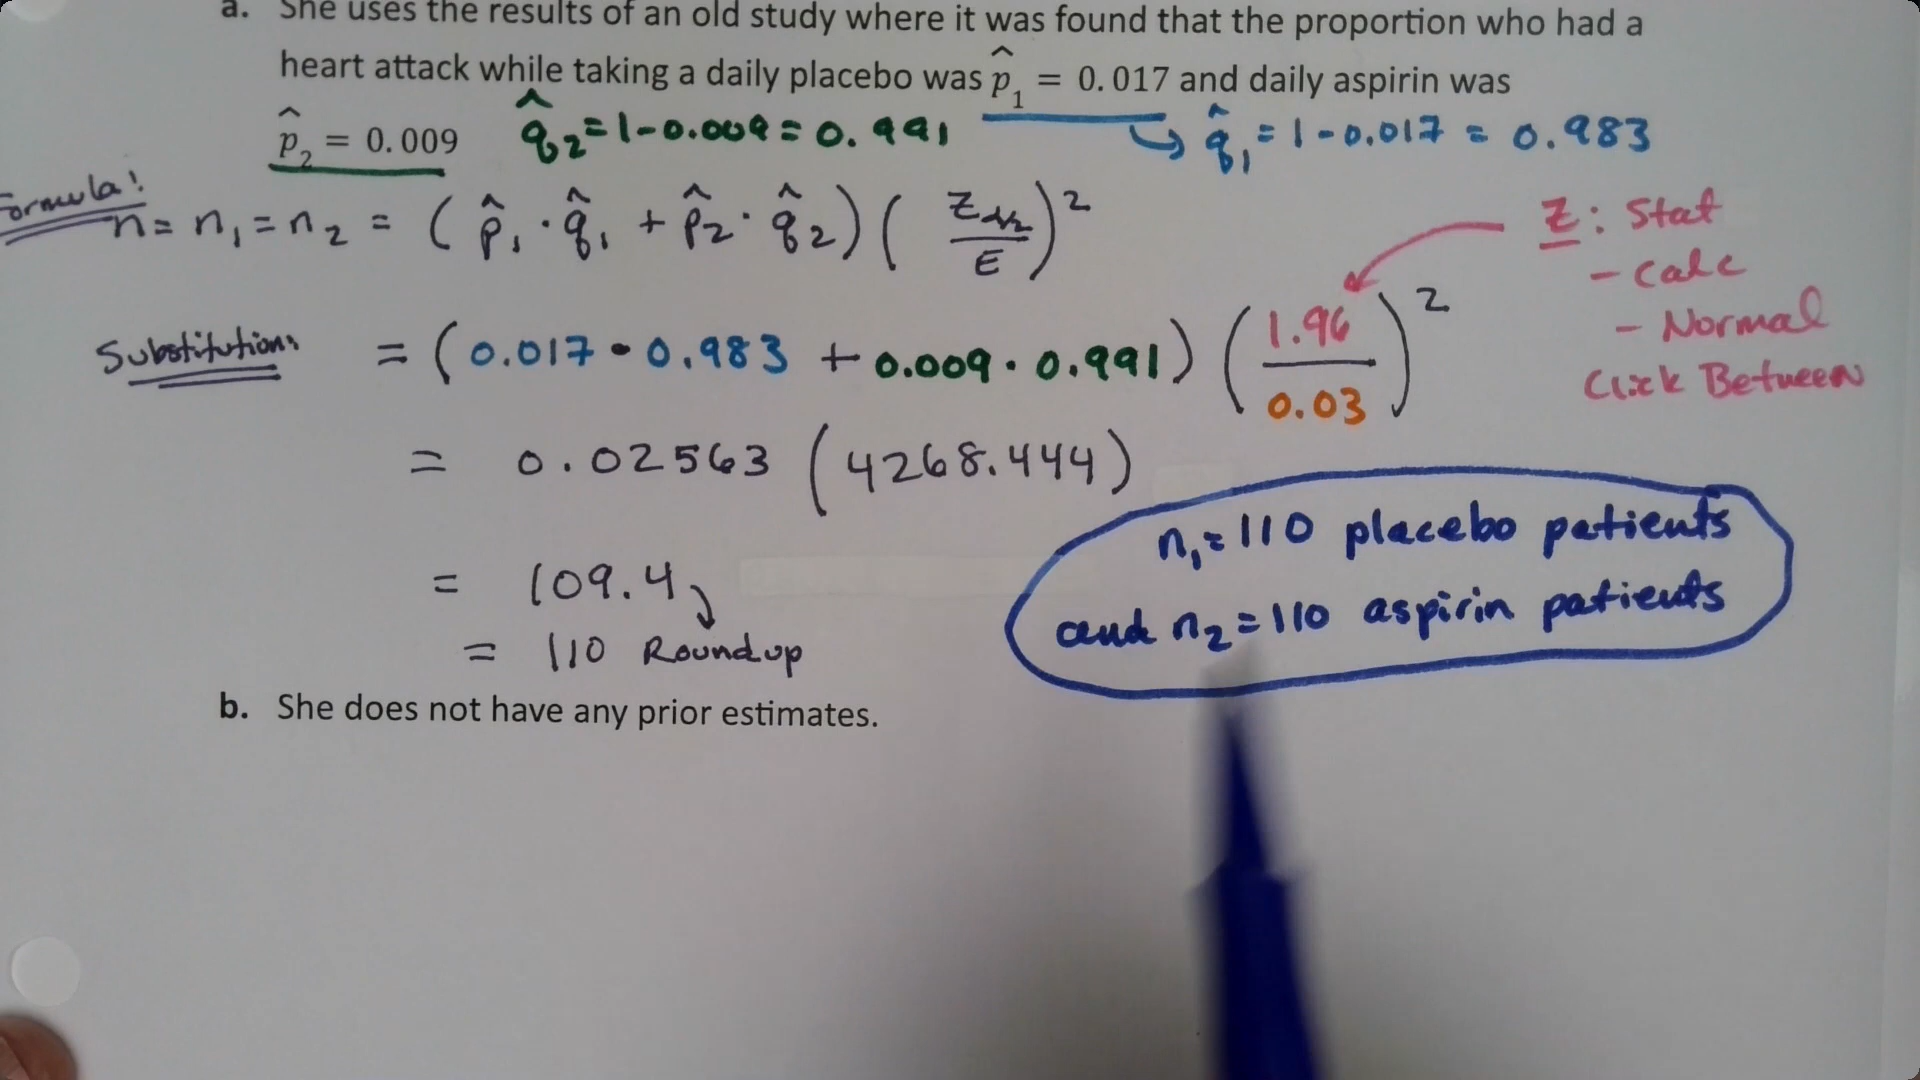 a. She uses the results of an old study where it was found that the proportion who had a
heart attack while taking a daily placebo was p̂₁ = 0.017 and daily aspirin was
p̂₂ = 0.009 q̂₂ = 1 - 0.009 = 0.991 ↪ q̂₁ = 1 - 0.017 = 0.983
Formula!
n = n₁ = n₂ = (p̂₁ · q̂₁ + p̂₂ · q̂₂) (Z_α/2 / E)²
Z: Stat
- Calc
- Normal
Click Between
Substitution: = (0.017 · 0.983 + 0.009 · 0.991) (1.96 / 0.03)²
= 0.02563 (4268.444)
= 109.4
= 110 Round up
n₁ = 110 placebo patients
and n₂ = 110 aspirin patients
b. She does not have any prior estimates.